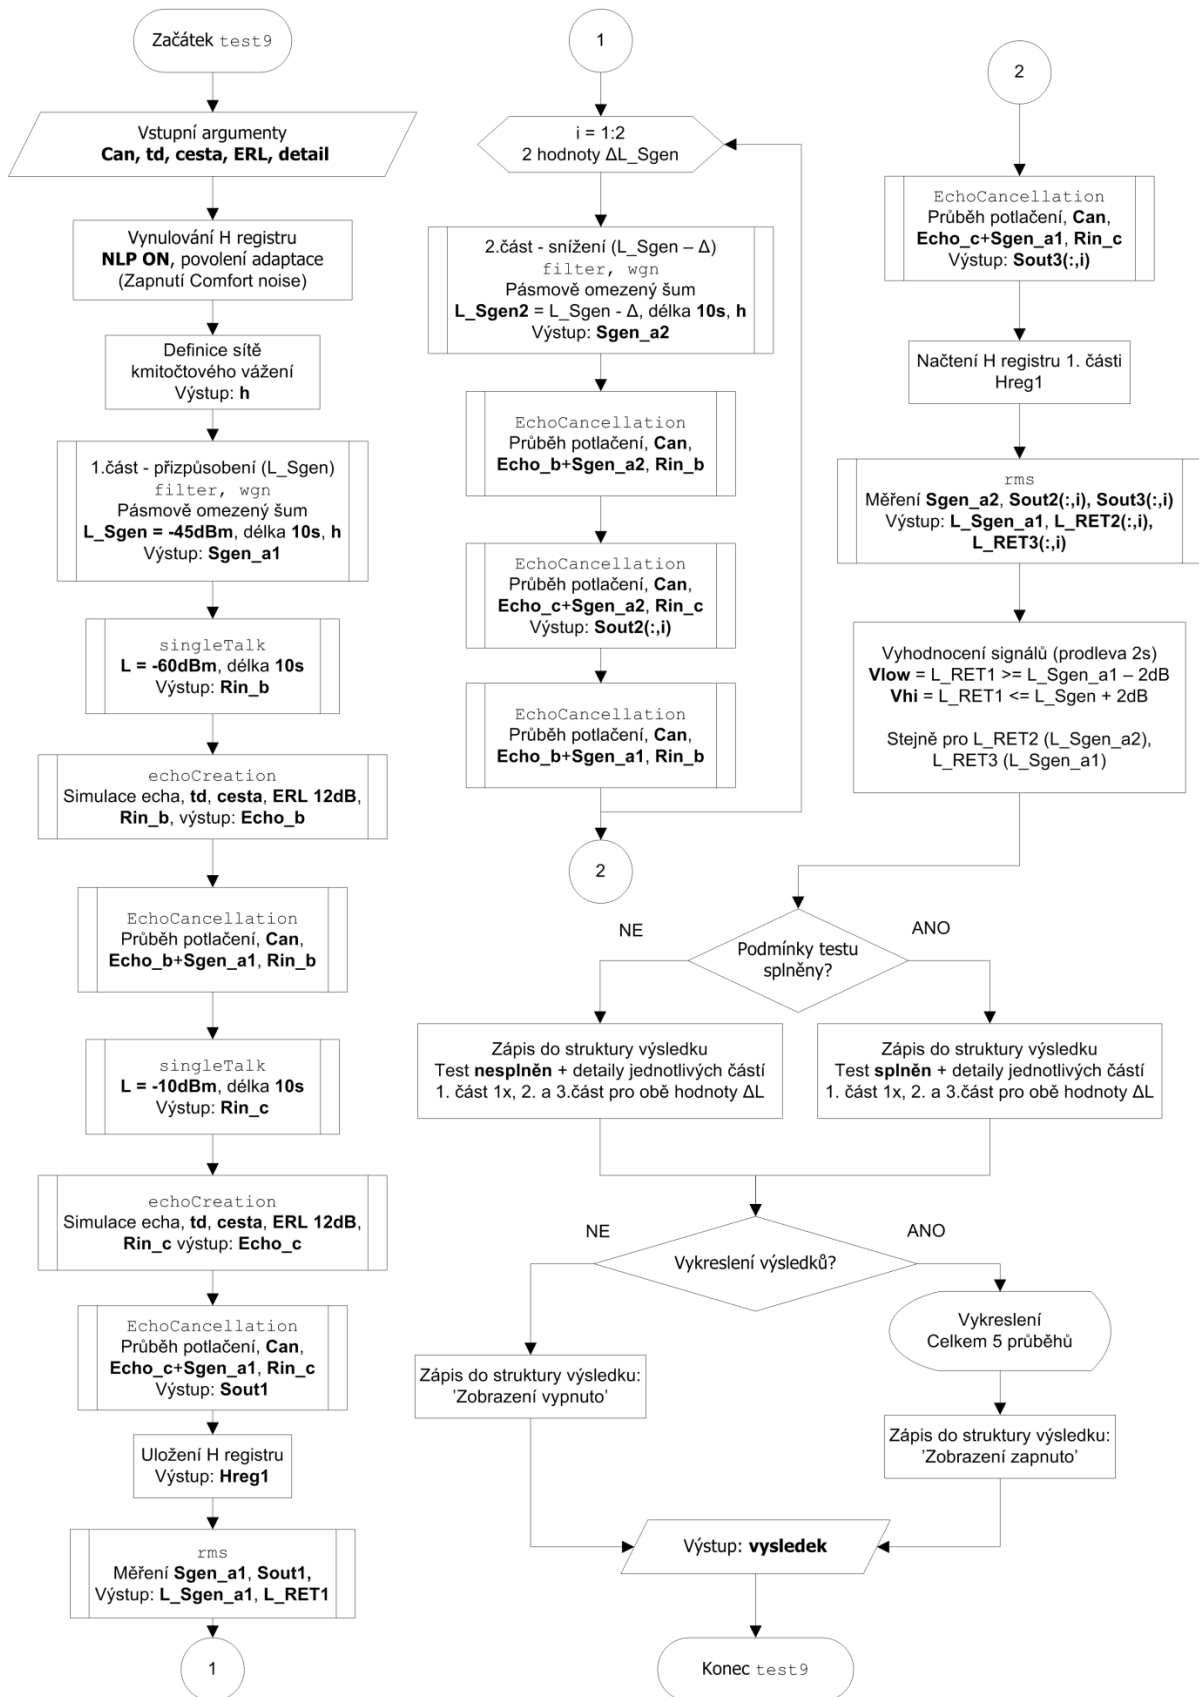 Začátek test9
Vstupní argumenty
Can, td, cesta, ERL, detail
Vynulování H registru
NLP ON, povolení adaptace
(Zapnutí Comfort noise)
Definice sítě
kmitočtového vážení
Výstup: h
1.část - přizpůsobení (L_Sgen)
filter, wgn
Pásmově omezený šum
L_Sgen = -45dBm, délka 10s, h
Výstup: Sgen_a1
singleTalk
L = -60dBm, délka 10s
Výstup: Rin_b
echoCreation
Simulace echa, td, cesta, ERL 12dB,
Rin_b, výstup: Echo_b
EchoCancellation
Průběh potlačení, Can,
Echo_b+Sgen_a1, Rin_b
singleTalk
L = -10dBm, délka 10s
Výstup: Rin_c
echoCreation
Simulace echa, td, cesta, ERL 12dB,
Rin_c výstup: Echo_c
EchoCancellation
Průběh potlačení, Can,
Echo_c+Sgen_a1, Rin_c
Výstup: Sout1
Uložení H registru
Výstup: Hreg1
rms
Měření Sgen_a1, Sout1,
Výstup: L_Sgen_a1, L_RET1
1
1
i = 1:2
2 hodnoty ΔL_Sgen
2.část - snížení (L_Sgen – Δ)
filter, wgn
Pásmově omezený šum
L_Sgen2 = L_Sgen - Δ, délka 10s, h
Výstup: Sgen_a2
EchoCancellation
Průběh potlačení, Can,
Echo_b+Sgen_a2, Rin_b
EchoCancellation
Průběh potlačení, Can,
Echo_c+Sgen_a2, Rin_c
Výstup: Sout2(:,i)
EchoCancellation
Průběh potlačení, Can,
Echo_b+Sgen_a1, Rin_b
2
2
EchoCancellation
Průběh potlačení, Can,
Echo_c+Sgen_a1, Rin_c
Výstup: Sout3(:,i)
Načtení H registru 1. části
Hreg1
rms
Měření Sgen_a2, Sout2(:,i), Sout3(:,i)
Výstup: L_Sgen_a1, L_RET2(:,i),
L_RET3(:,i)
Vyhodnocení signálů (prodleva 2s)
Vlow = L_RET1 >= L_Sgen_a1 – 2dB
Vhi = L_RET1 <= L_Sgen + 2dB
Stejně pro L_RET2 (L_Sgen_a2),
L_RET3 (L_Sgen_a1)
Podmínky testu
splněny?
NE
ANO
Zápis do struktury výsledku
Test nesplněn + detaily jednotlivých částí
1. část 1x, 2. a 3.část pro obě hodnoty ΔL
Zápis do struktury výsledku
Test splněn + detaily jednotlivých částí
1. část 1x, 2. a 3.část pro obě hodnoty ΔL
Vykreslení výsledků?
NE
ANO
Zápis do struktury výsledku:
’Zobrazení vypnuto’
Vykreslení
Celkem 5 průběhů
Zápis do struktury výsledku:
’Zobrazení zapnuto’
Výstup: vysledek
Konec test9